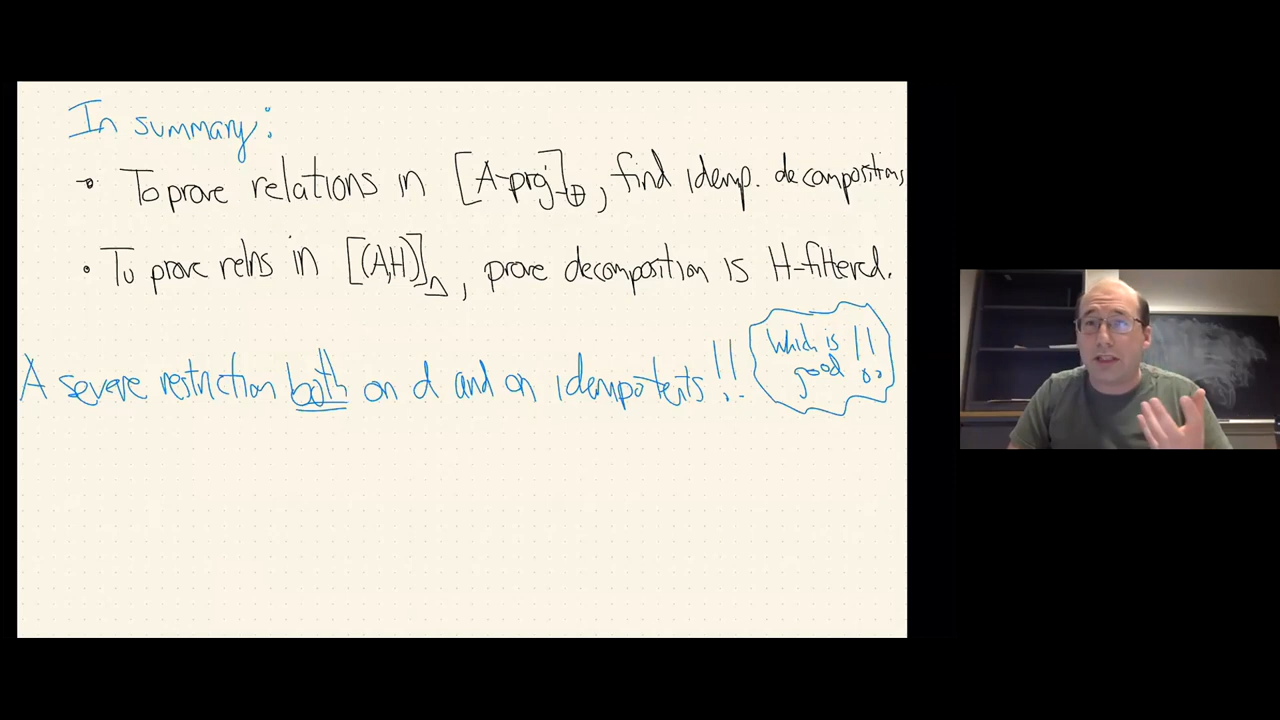 In summary:
• To prove relations in [A-proj]⊕, find idemp. decompositions
• To prove relns in [(A,H)]Δ, prove decomposition is H-filtered.
A severe restriction both on d and on idempotents!!
Which is good!!